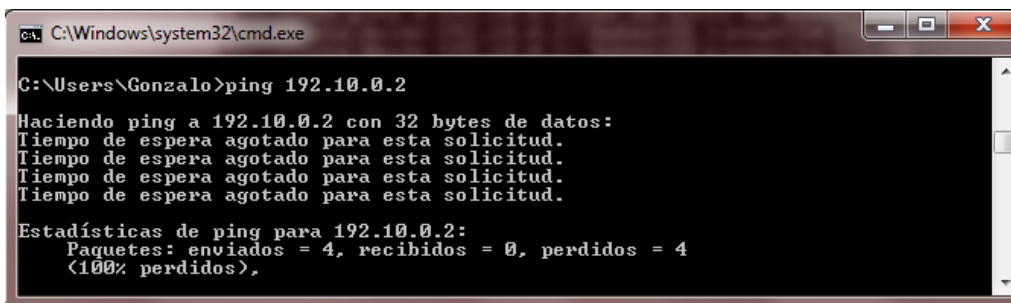 C:\Windows\system32\cmd.exe
C:\Users\Gonzalo>ping 192.10.0.2
Haciendo ping a 192.10.0.2 con 32 bytes de datos:
Tiempo de espera agotado para esta solicitud.
Tiempo de espera agotado para esta solicitud.
Tiempo de espera agotado para esta solicitud.
Tiempo de espera agotado para esta solicitud.
Estadísticas de ping para 192.10.0.2:
Paquetes: enviados = 4, recibidos = 0, perdidos = 4
(100% perdidos),